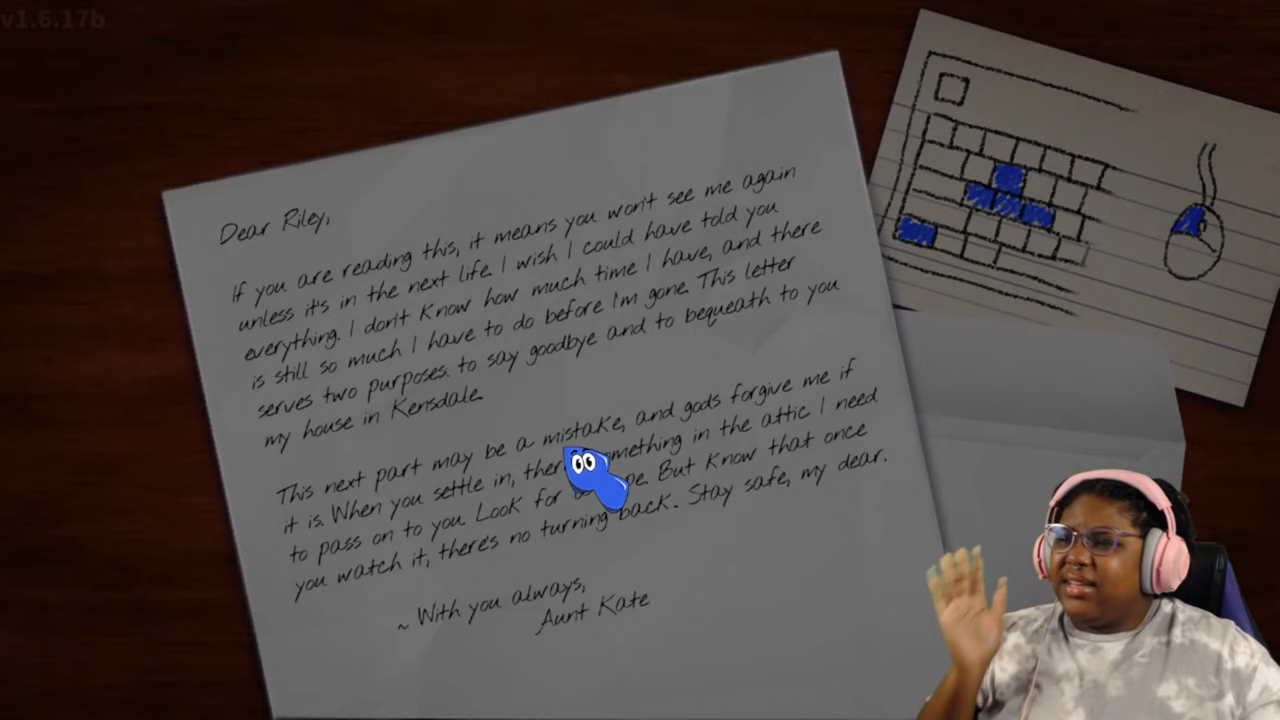 v1.6.17b
Dear Riley,
If you are reading this, it means you won't see me again
unless it's in the next life. I wish I could have told you
everything. I don't know how much time I have, and there
is still so much I have to do before I'm gone. This letter
serves two purposes. to say goodbye and to bequeath to you
my house in Kensdale.
This next part may be a mistake, and gods forgive me if
it is. When you settle in, there something in the attic I need
to pass on to you. Look for a But know that once
you watch it, there's no turning back. Stay safe, my dear.
~ With you always,
Aunt Kate